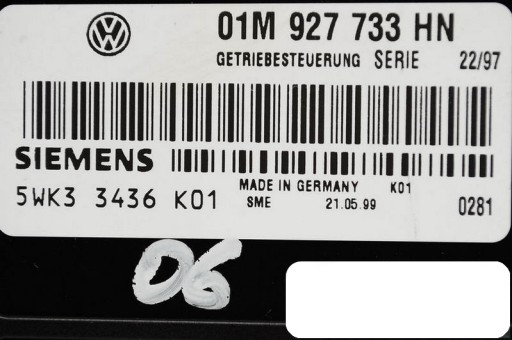 01M 927 733 HN
GETRIEBESTEUERUNG SERIE 22/97
SIEMENS
MADE IN GERMANY K01
5WK3 3436 K01 SME 21.05.99 0281
06